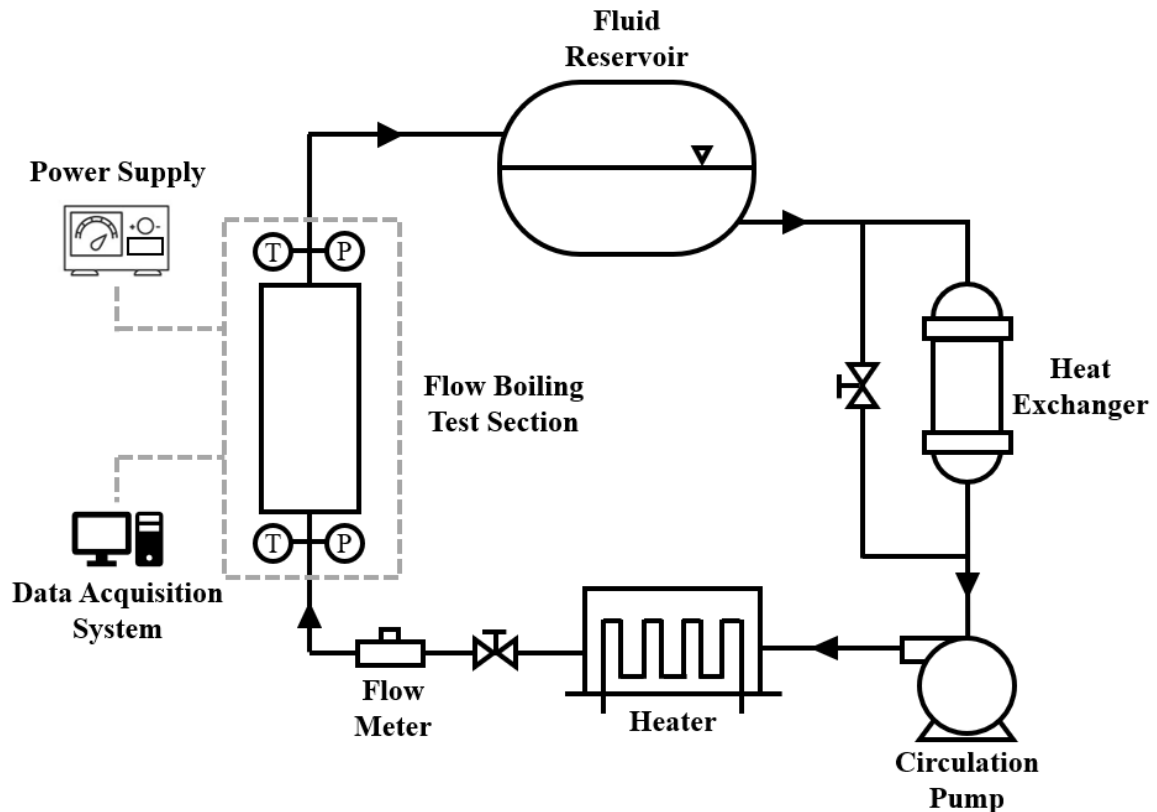 Fluid
Reservoir
Power Supply
T
P
Flow Boiling
Test Section
Heat
Exchanger
T
P
Data Acquisition
System
Flow
Meter
Heater
Circulation
Pump